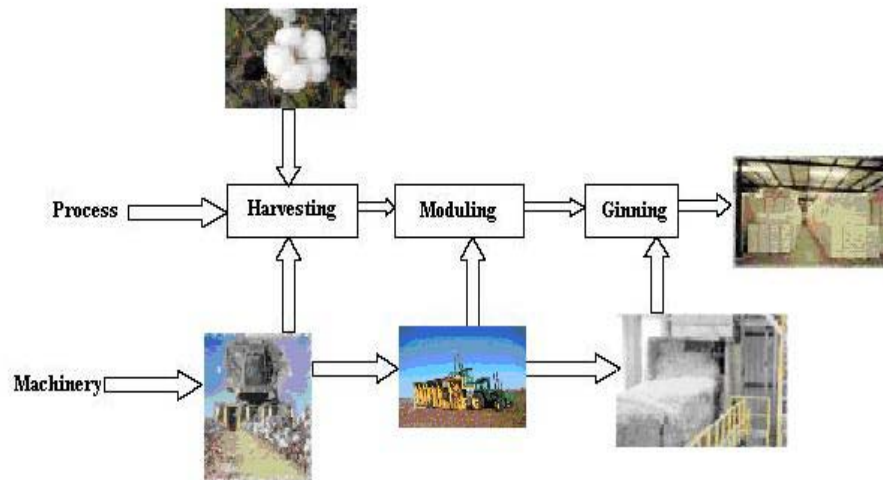 Process
Harvesting
Moduling
Ginning
Machinery